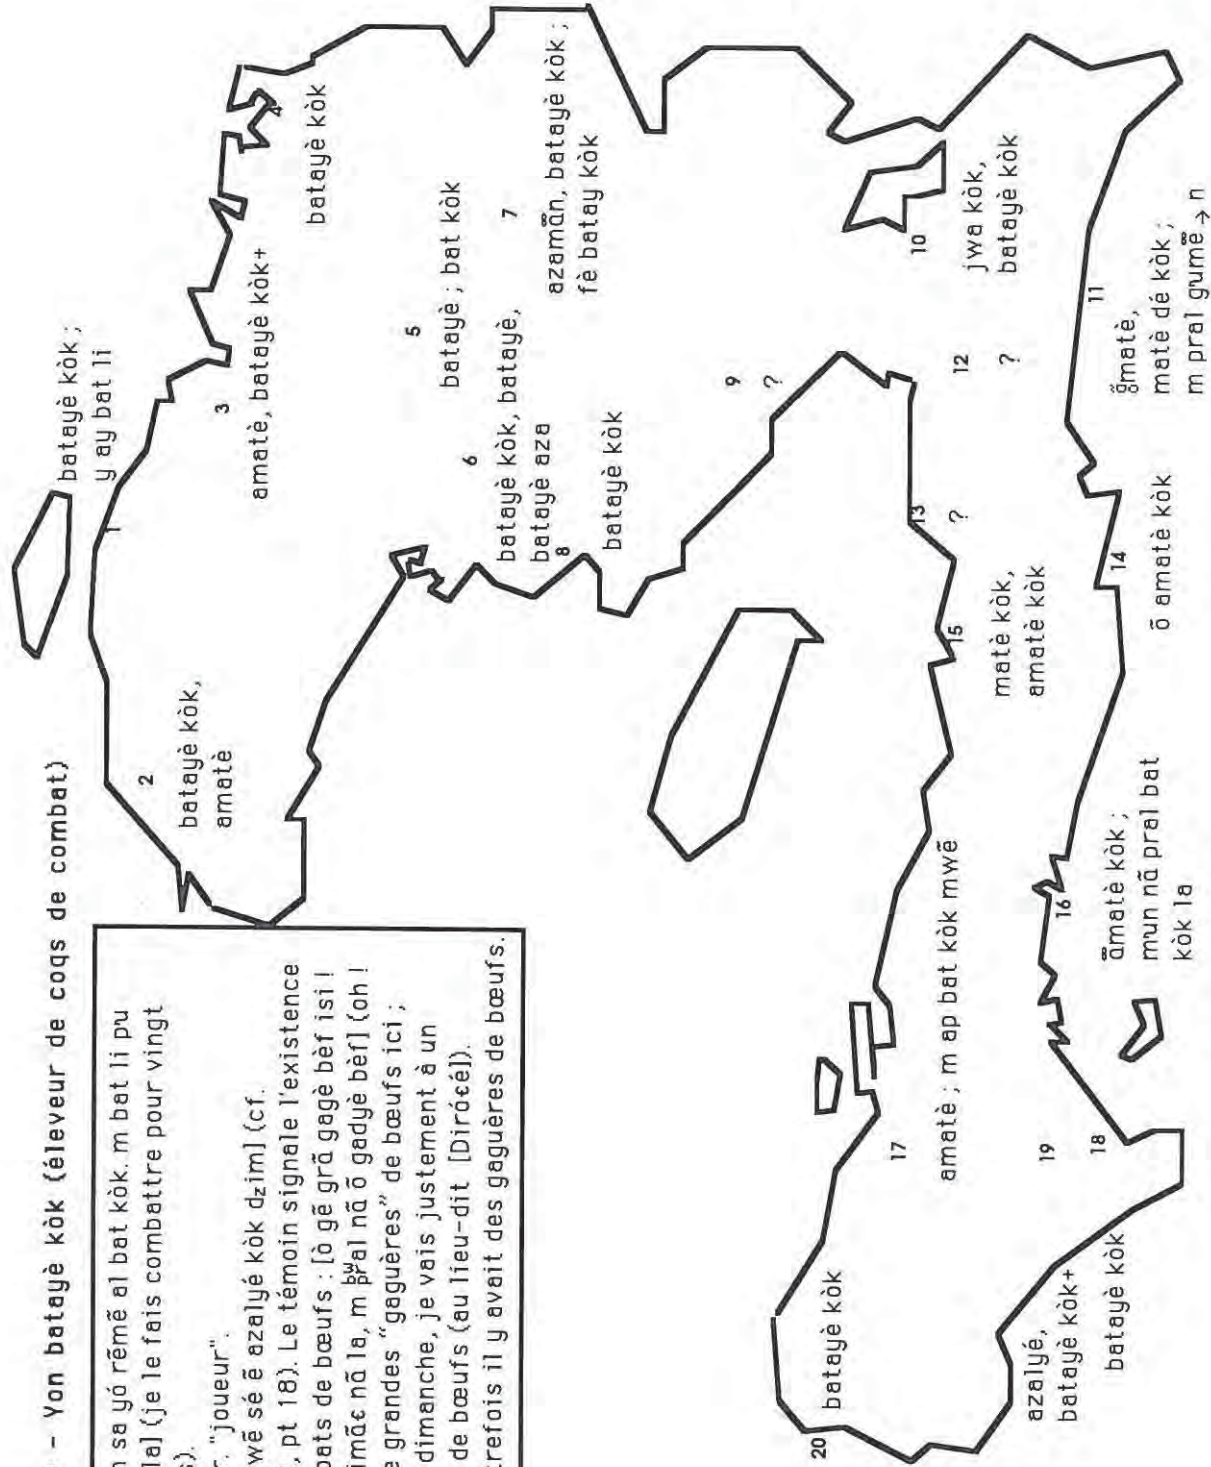 – Yon batayè kòk (éleveur de coqs de combat)
sa yó rẽmẽ al bat kòk. m bat li pu
la] (je le fais combattre pour vingt
"joueur".
wẽ sé ẽ azalyé kòk dzim] (cf.
pt 18). Le témoin signale l'existence
de bœufs : [ò gẽ grã gagè bèf isi !
nã la, m pral nã õ gadyè bèf] (oh !
grandes "gaguères" de bœufs ici ;
dimanche, je vais justement à un
de bœufs (au lieu-dit [Diróɛé]).
il y avait des gaguères de bœufs.
1
batayè kòk ;
y ay bat li
2
batayè kòk,
amatè
3
amatè, batayè kòk+
4
batayè kòk
5
batayè ; bat kòk
6
batayè kòk, batayè,
batayè aza
7
azamãn, batayè kòk ;
fè batay kòk
8
batayè kòk
9
?
10
jwa kòk,
batayè kòk
11
matè dé kòk ;
m pral gumẽ → n
12
?
13
?
14
õ amatè kòk
15
matè kòk,
amatè kòk
16
ãmatè kòk ;
mun nã pral bat
kòk la
17
amatè ; m ap bat kòk mwẽ
18
batayè kòk
19
azalyé,
batayè kòk+
20
batayè kòk